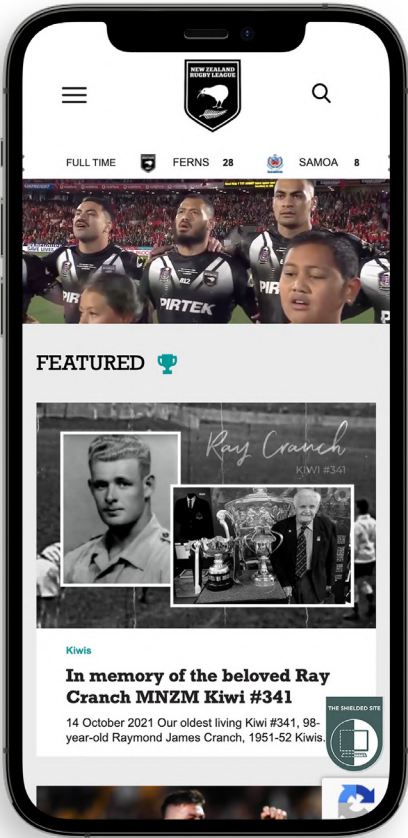 NEW ZEALAND
RUGBY LEAGUE
FULL TIME FERNS 28 SAMOA 8
PIRTEK
FEATURED
Ray Cranch
KIWI #341
Kiwis
In memory of the beloved Ray
Cranch MNZM Kiwi #341
14 October 2021 Our oldest living Kiwi #341, 98-
year-old Raymond James Cranch, 1951-52 Kiwis.
THE SHIELDED SITE